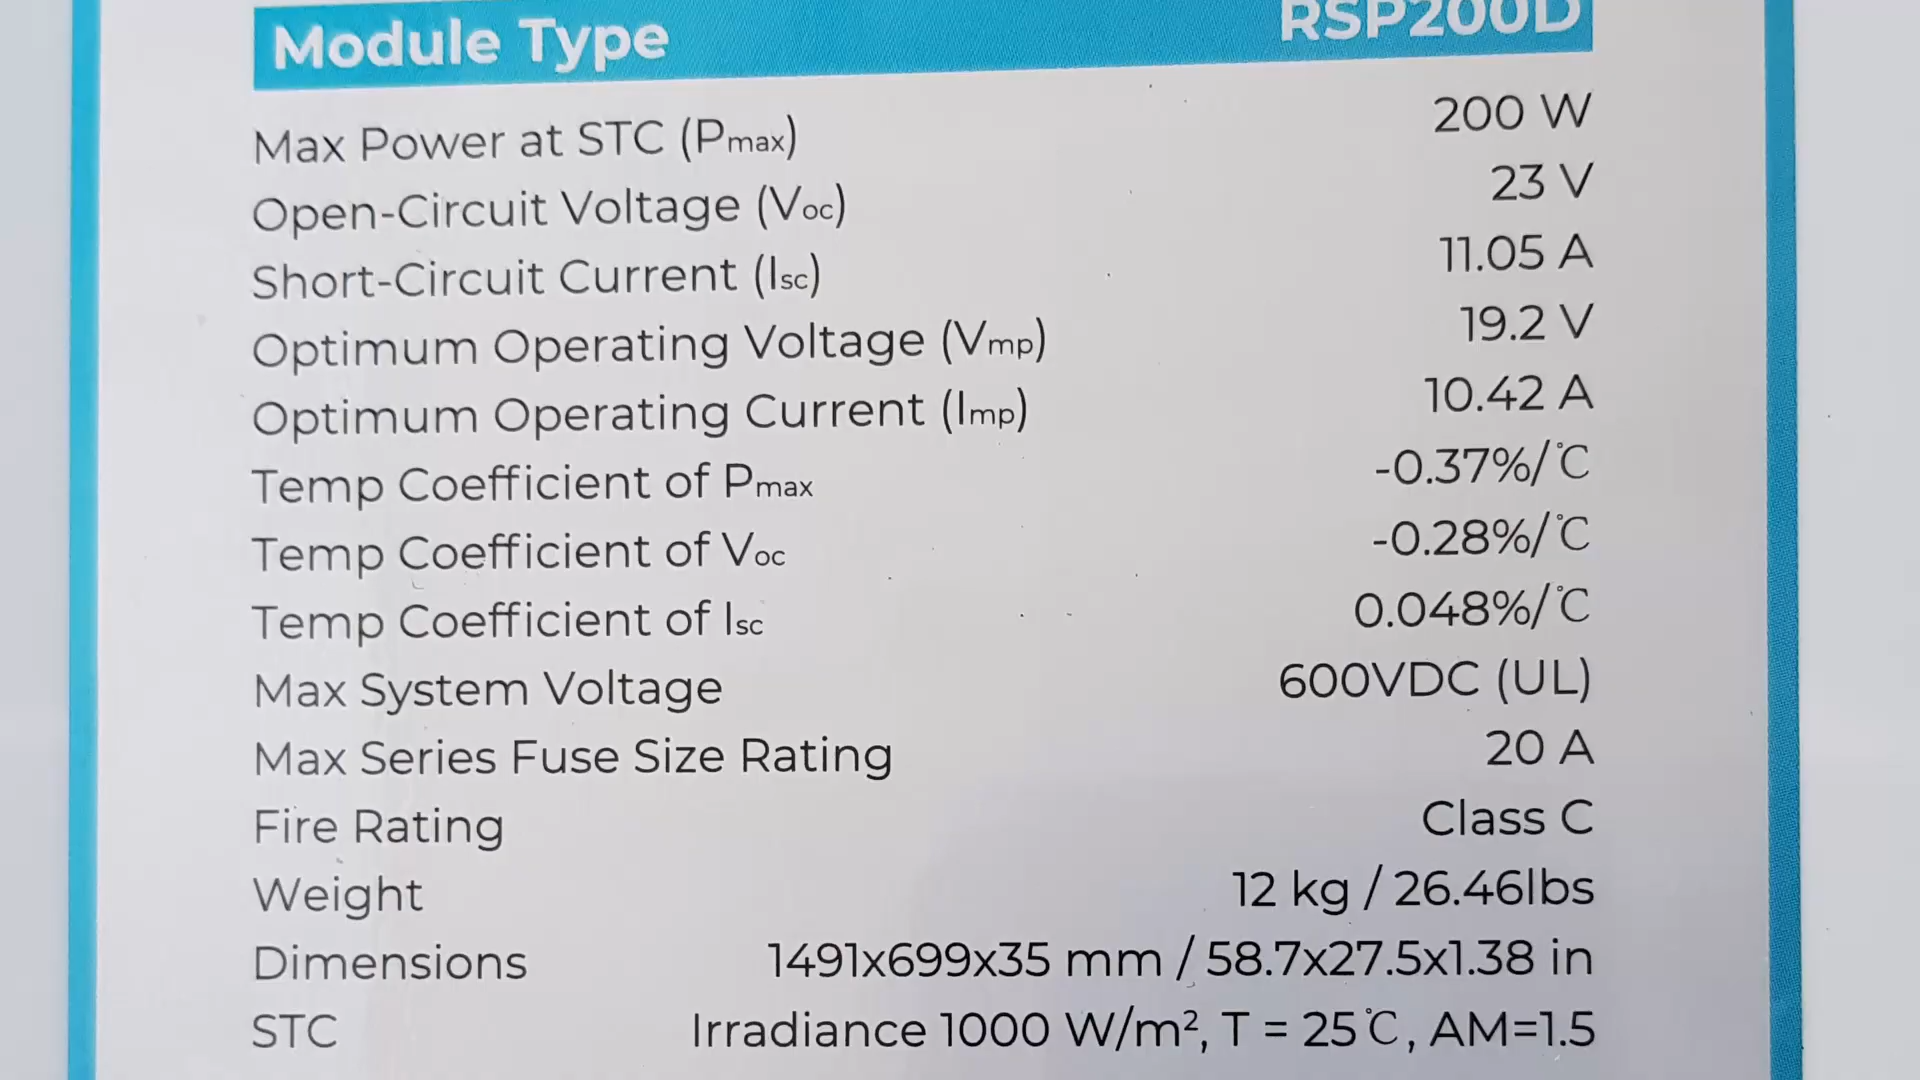 Module Type RSP200D
Max Power at STC (Pmax) 200 W
Open-Circuit Voltage (Voc) 23 V
Short-Circuit Current (Isc) 11.05 A
Optimum Operating Voltage (Vmp) 19.2 V
Optimum Operating Current (Imp) 10.42 A
Temp Coefficient of Pmax -0.37%/℃
Temp Coefficient of Voc -0.28%/℃
Temp Coefficient of Isc 0.048%/℃
Max System Voltage 600VDC (UL)
Max Series Fuse Size Rating 20 A
Fire Rating Class C
Weight 12 kg / 26.46lbs
Dimensions 1491x699x35 mm / 58.7x27.5x1.38 in
STC Irradiance 1000 W/m², T = 25℃, AM=1.5